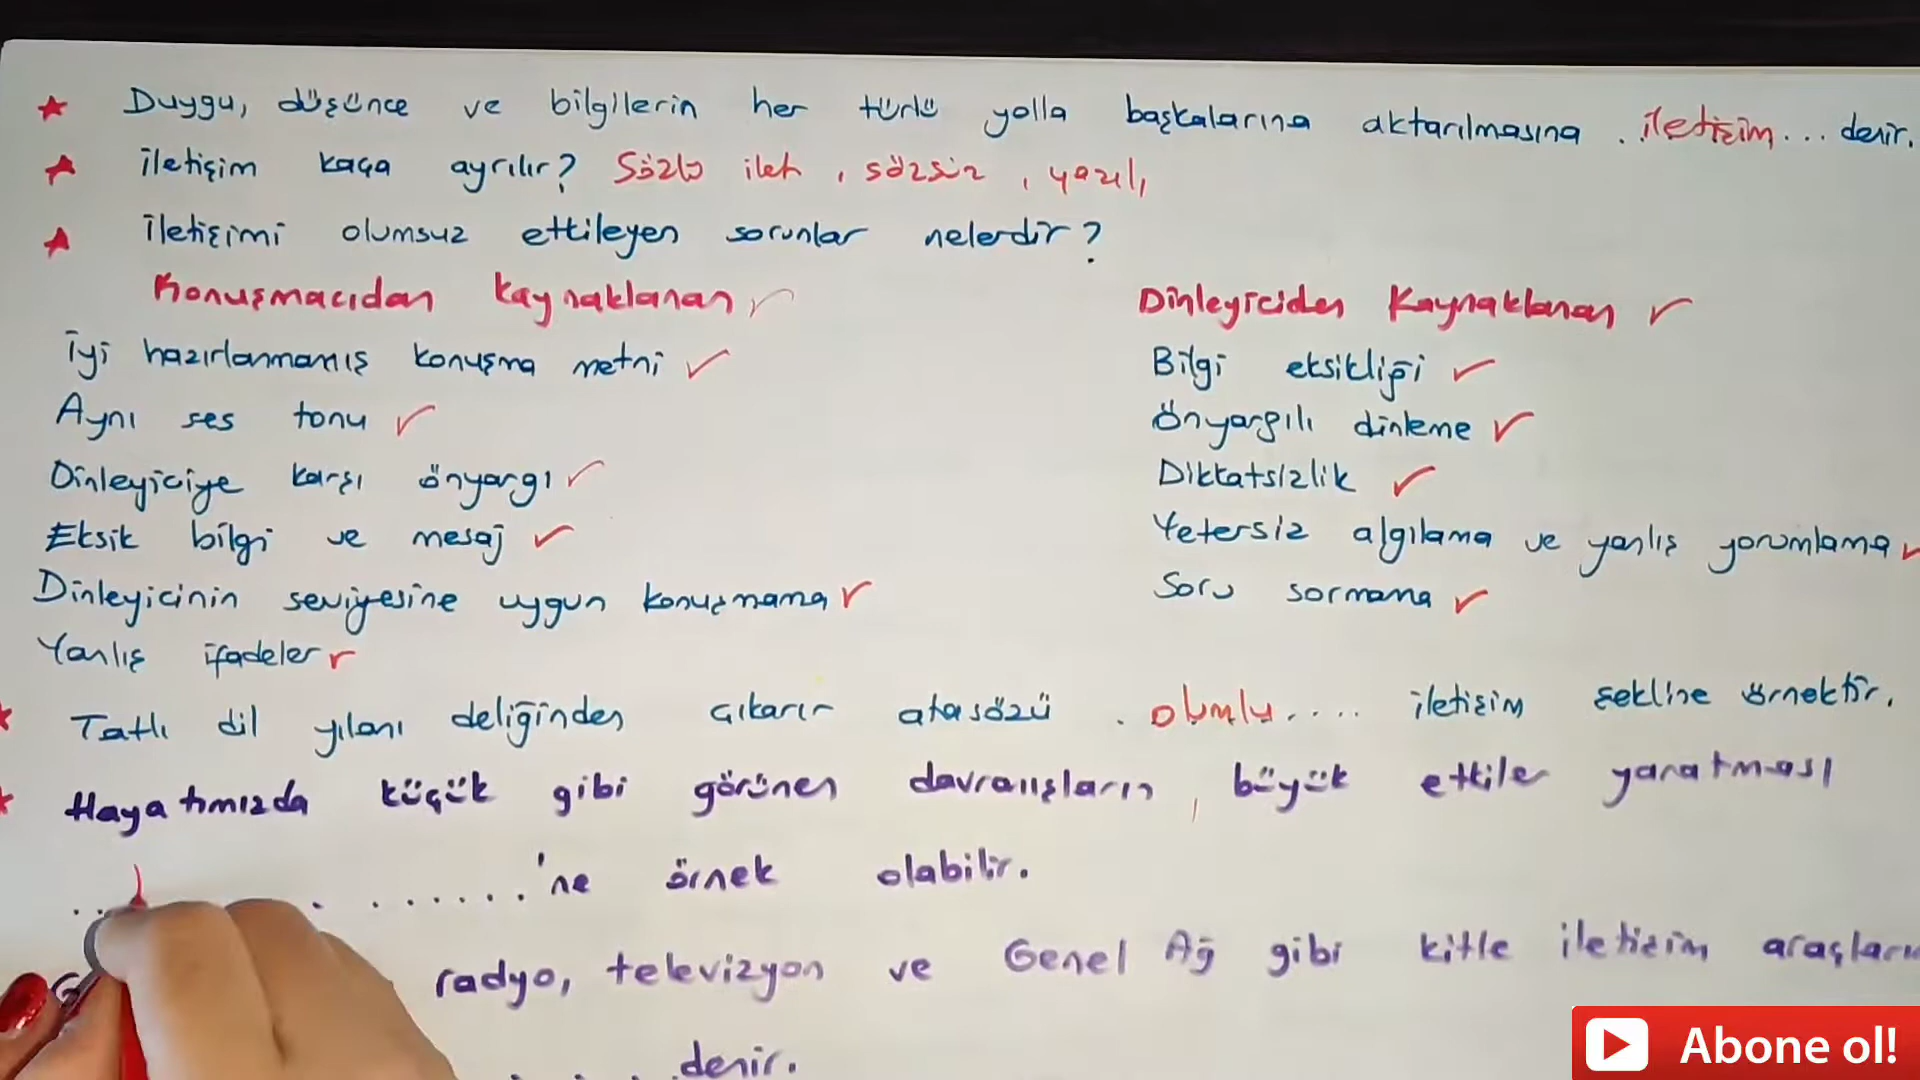 Duygu, düşünce ve bilgilerin her türlü yolla başkalarına aktarılmasına . iletişim... denir.
iletişim kaça ayrılır? Sözlü ilet , sözsüz , yazılı
İletişimi olumsuz etkileyen sorunlar nelerdir?
Konuşmacıdan Kaynaklanan
İyi hazırlanmamış konuşma metni
Aynı ses tonu
Dinleyiciye karşı önyargı
Eksik bilgi ve mesaj
Dinleyicinin seviyesine uygun konuşmama
Yanlış ifadeler
Dinleyiciden Kaynaklanan
Bilgi eksikliği
Önyargılı dinleme
Dikkatsizlik
Yetersiz algılama ve yanlış yorumlama
Soru sormama
Tatlı dil yılanı deliğinden çıkarır atasözü . olumlu.... iletişim şekline örnektir.
Hayatımızda küçük gibi görünen davranışların, büyük etkiler yaratması
.. . ......'ne örnek olabilir.
radyo, televizyon ve Genel Ağ gibi kitle iletişim
. . . denir.
Abone ol!